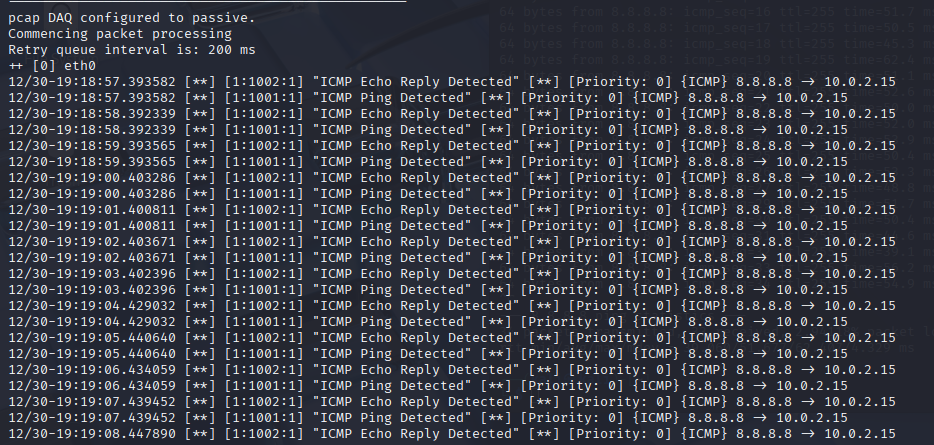 pcap DAQ configured to passive.
Commencing packet processing
Retry queue interval is: 200 ms
++ [0] eth0
12/30-19:18:57.393582 [**] [1:1002:1] "ICMP Echo Reply Detected" [**] [Priority: 0] {ICMP} 8.8.8.8 → 10.0.2.15
12/30-19:18:57.393582 [**] [1:1001:1] "ICMP Ping Detected" [**] [Priority: 0] {ICMP} 8.8.8.8 → 10.0.2.15
12/30-19:18:58.392339 [**] [1:1002:1] "ICMP Echo Reply Detected" [**] [Priority: 0] {ICMP} 8.8.8.8 → 10.0.2.15
12/30-19:18:58.392339 [**] [1:1001:1] "ICMP Ping Detected" [**] [Priority: 0] {ICMP} 8.8.8.8 → 10.0.2.15
12/30-19:18:59.393565 [**] [1:1002:1] "ICMP Echo Reply Detected" [**] [Priority: 0] {ICMP} 8.8.8.8 → 10.0.2.15
12/30-19:18:59.393565 [**] [1:1001:1] "ICMP Ping Detected" [**] [Priority: 0] {ICMP} 8.8.8.8 → 10.0.2.15
12/30-19:19:00.403286 [**] [1:1002:1] "ICMP Echo Reply Detected" [**] [Priority: 0] {ICMP} 8.8.8.8 → 10.0.2.15
12/30-19:19:00.403286 [**] [1:1001:1] "ICMP Ping Detected" [**] [Priority: 0] {ICMP} 8.8.8.8 → 10.0.2.15
12/30-19:19:01.400811 [**] [1:1002:1] "ICMP Echo Reply Detected" [**] [Priority: 0] {ICMP} 8.8.8.8 → 10.0.2.15
12/30-19:19:01.400811 [**] [1:1001:1] "ICMP Ping Detected" [**] [Priority: 0] {ICMP} 8.8.8.8 → 10.0.2.15
12/30-19:19:02.403671 [**] [1:1002:1] "ICMP Echo Reply Detected" [**] [Priority: 0] {ICMP} 8.8.8.8 → 10.0.2.15
12/30-19:19:02.403671 [**] [1:1001:1] "ICMP Ping Detected" [**] [Priority: 0] {ICMP} 8.8.8.8 → 10.0.2.15
12/30-19:19:03.402396 [**] [1:1002:1] "ICMP Echo Reply Detected" [**] [Priority: 0] {ICMP} 8.8.8.8 → 10.0.2.15
12/30-19:19:03.402396 [**] [1:1001:1] "ICMP Ping Detected" [**] [Priority: 0] {ICMP} 8.8.8.8 → 10.0.2.15
12/30-19:19:04.429032 [**] [1:1002:1] "ICMP Echo Reply Detected" [**] [Priority: 0] {ICMP} 8.8.8.8 → 10.0.2.15
12/30-19:19:04.429032 [**] [1:1001:1] "ICMP Ping Detected" [**] [Priority: 0] {ICMP} 8.8.8.8 → 10.0.2.15
12/30-19:19:05.440640 [**] [1:1002:1] "ICMP Echo Reply Detected" [**] [Priority: 0] {ICMP} 8.8.8.8 → 10.0.2.15
12/30-19:19:05.440640 [**] [1:1001:1] "ICMP Ping Detected" [**] [Priority: 0] {ICMP} 8.8.8.8 → 10.0.2.15
12/30-19:19:06.434059 [**] [1:1002:1] "ICMP Echo Reply Detected" [**] [Priority: 0] {ICMP} 8.8.8.8 → 10.0.2.15
12/30-19:19:06.434059 [**] [1:1001:1] "ICMP Ping Detected" [**] [Priority: 0] {ICMP} 8.8.8.8 → 10.0.2.15
12/30-19:19:07.439452 [**] [1:1002:1] "ICMP Echo Reply Detected" [**] [Priority: 0] {ICMP} 8.8.8.8 → 10.0.2.15
12/30-19:19:07.439452 [**] [1:1001:1] "ICMP Ping Detected" [**] [Priority: 0] {ICMP} 8.8.8.8 → 10.0.2.15
12/30-19:19:08.447890 [**] [1:1002:1] "ICMP Echo Reply Detected" [**] [Priority: 0] {ICMP} 8.8.8.8 → 10.0.2.15